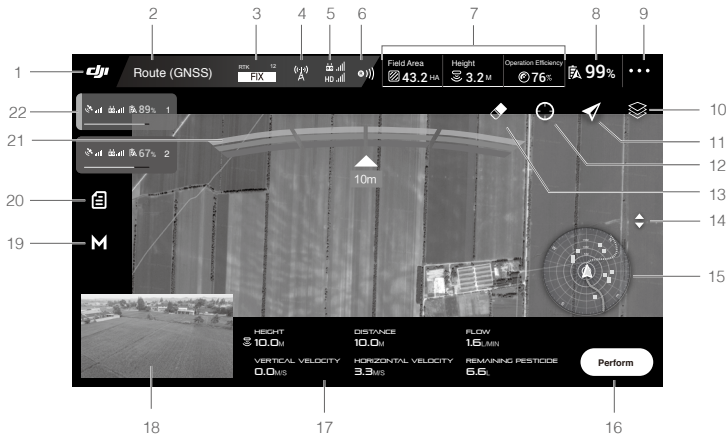 2 3 4 5 6 7 8 9
1 dji Route (GNSS) RTK 12 FIX A HD
Field Area 43.2 HA
Height 3.2 M
Operation Efficiency 76%
99%
22 89% 1
21
67% 2
10m
20
19 M
10
11
12
13
14
15
HEIGHT 10.0M
DISTANCE 10.0M
FLOW 1.6L/MIN
VERTICAL VELOCITY 0.0M/S
HORIZONTAL VELOCITY 3.3M/S
REMAINING PESTICIDE 6.6L
Perform
18 17 16